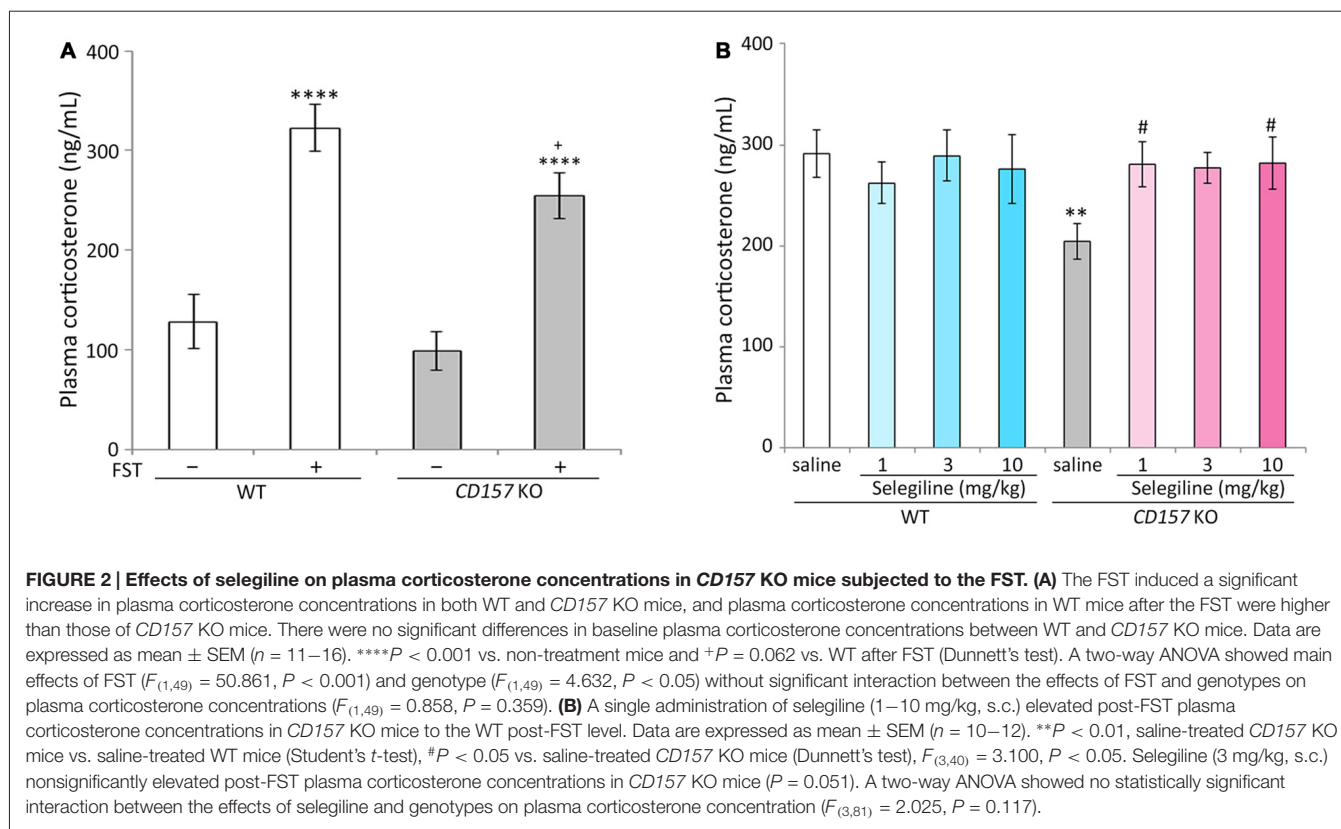 A
B
400
300
200
100
0
Plasma corticosterone (ng/mL)
****
+
****
FST
− + − +
WT CD157 KO
400
300
200
100
0
Plasma corticosterone (ng/mL)
**
# #
saline 1 3 10 saline 1 3 10
Selegiline (mg/kg) Selegiline (mg/kg)
WT CD157 KO
FIGURE 2 | Effects of selegiline on plasma corticosterone concentrations in CD157 KO mice subjected to the FST. (A) The FST induced a significant
increase in plasma corticosterone concentrations in both WT and CD157 KO mice, and plasma corticosterone concentrations in WT mice after the FST were higher
than those of CD157 KO mice. There were no significant differences in baseline plasma corticosterone concentrations between WT and CD157 KO mice. Data are
expressed as mean ± SEM (n = 11−16). ****P < 0.001 vs. non-treatment mice and +P = 0.062 vs. WT after FST (Dunnett's test). A two-way ANOVA showed main
effects of FST (F(1,49) = 50.861, P < 0.001) and genotype (F(1,49) = 4.632, P < 0.05) without significant interaction between the effects of FST and genotypes on
plasma corticosterone concentrations (F(1,49) = 0.858, P = 0.359). (B) A single administration of selegiline (1−10 mg/kg, s.c.) elevated post-FST plasma
corticosterone concentrations in CD157 KO mice to the WT post-FST level. Data are expressed as mean ± SEM (n = 10−12). **P < 0.01, saline-treated CD157 KO
mice vs. saline-treated WT mice (Student's t-test), #P < 0.05 vs. saline-treated CD157 KO mice (Dunnett's test), F(3,40) = 3.100, P < 0.05. Selegiline (3 mg/kg, s.c.)
nonsignificantly elevated post-FST plasma corticosterone concentrations in CD157 KO mice (P = 0.051). A two-way ANOVA showed no statistically significant
interaction between the effects of selegiline and genotypes on plasma corticosterone concentration (F(3,81) = 2.025, P = 0.117).